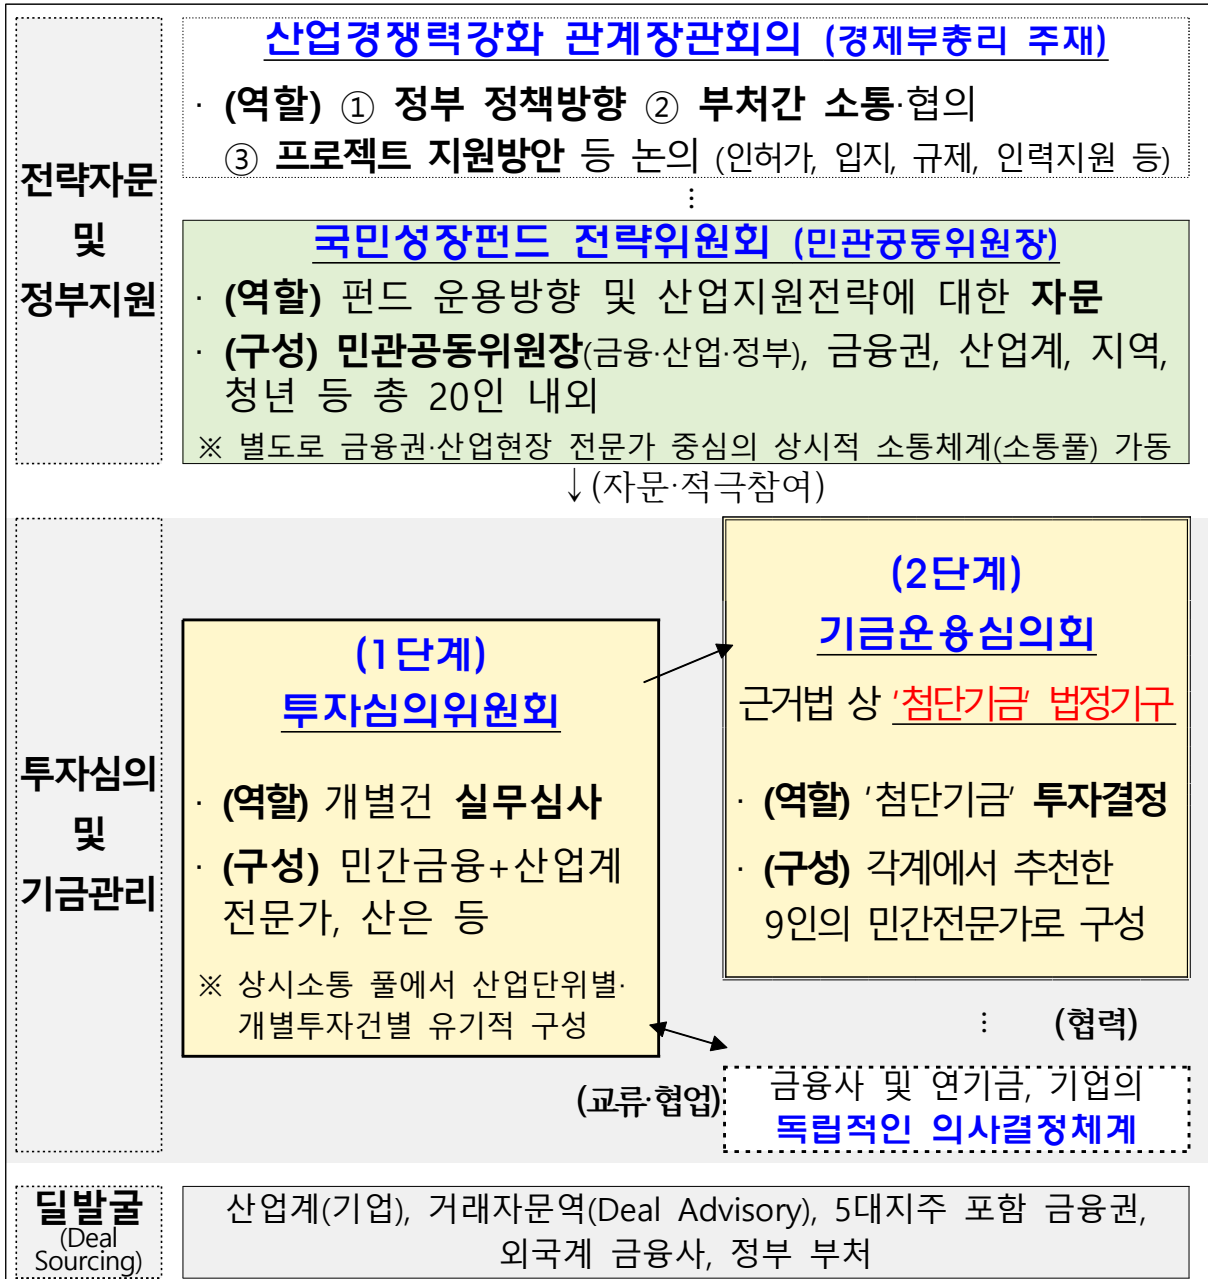 전략자문
및
정부지원
산업경쟁력강화 관계장관회의 (경제부총리 주재)
· (역할) ① 정부 정책방향 ② 부처간 소통·협의
③ 프로젝트 지원방안 등 논의 (인허가, 입지, 규제, 인력지원 등)
⋮
국민성장펀드 전략위원회 (민관공동위원장)
· (역할) 펀드 운용방향 및 산업지원전략에 대한 자문
· (구성) 민관공동위원장(금융·산업·정부), 금융권, 산업계, 지역,
청년 등 총 20인 내외
※ 별도로 금융권·산업현장 전문가 중심의 상시적 소통체계(소통풀) 가동
↓(자문·적극참여)
투자심의
및
기금관리
(1단계)
투자심의위원회
· (역할) 개별건 실무심사
· (구성) 민간금융+산업계
전문가, 산은 등
※ 상시소통 풀에서 산업단위별·
개별투자건별 유기적 구성
(2단계)
기금운용심의회
근거법 상 '첨단기금' 법정기구
· (역할) '첨단기금' 투자결정
· (구성) 각계에서 추천한
9인의 민간전문가로 구성
⋮ (협력)
(교류·협업)
금융사 및 연기금, 기업의
독립적인 의사결정체계
딜발굴
(Deal
Sourcing)
산업계(기업), 거래자문역(Deal Advisory), 5대지주 포함 금융권,
외국계 금융사, 정부 부처